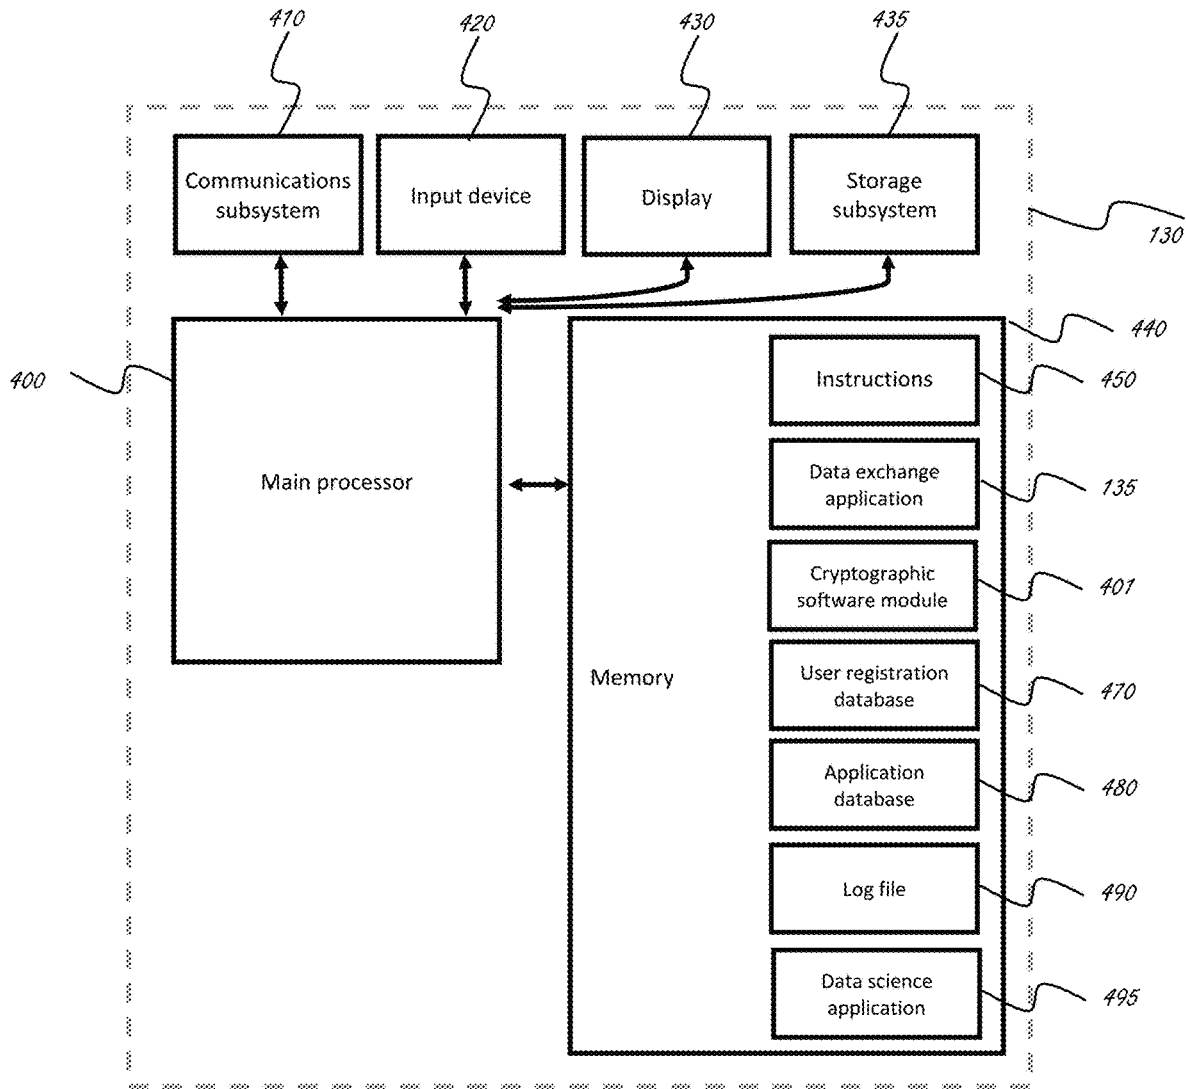 410
420
430
435
Communications
subsystem
Input device
Display
Storage
subsystem
130
440
400
Instructions
450
Main processor
Data exchange
application
135
Cryptographic
software module
401
Memory
User registration
database
470
Application
database
480
Log file
490
Data science
application
495